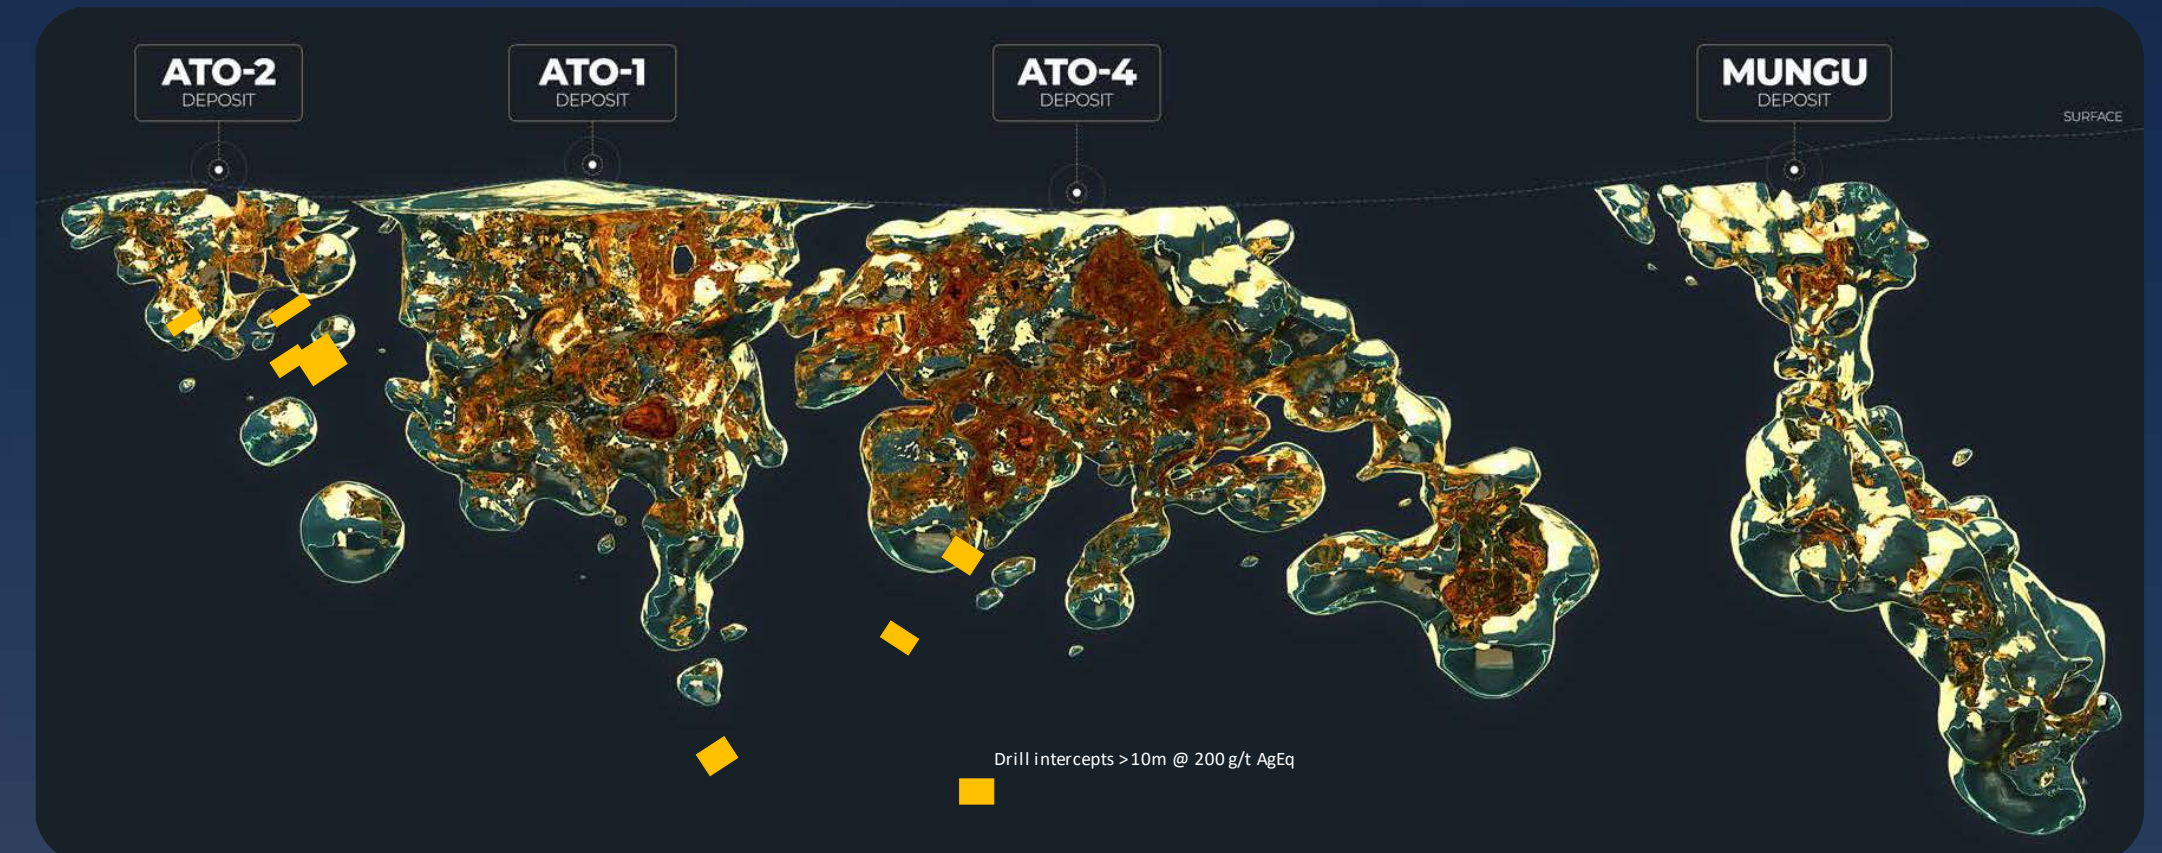 ATO-2
DEPOSIT
ATO-1
DEPOSIT
ATO-4
DEPOSIT
MUNGU
DEPOSIT
SURFACE
Drill intercepts >10m @ 200 g/t AgEq